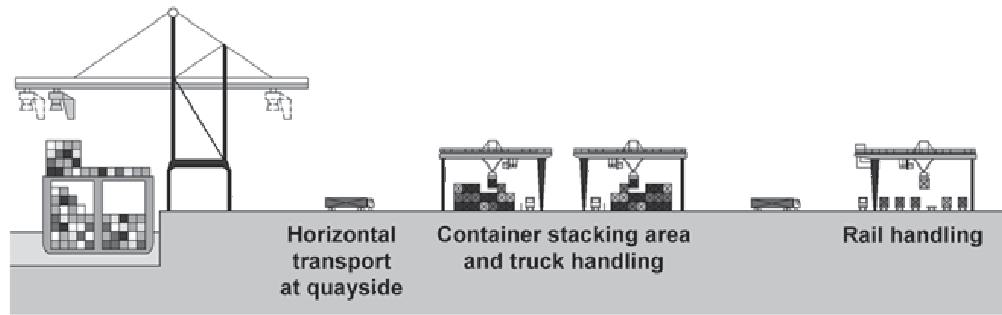 Horizontal
transport
at quayside
Container stacking area
and truck handling
Rail handling